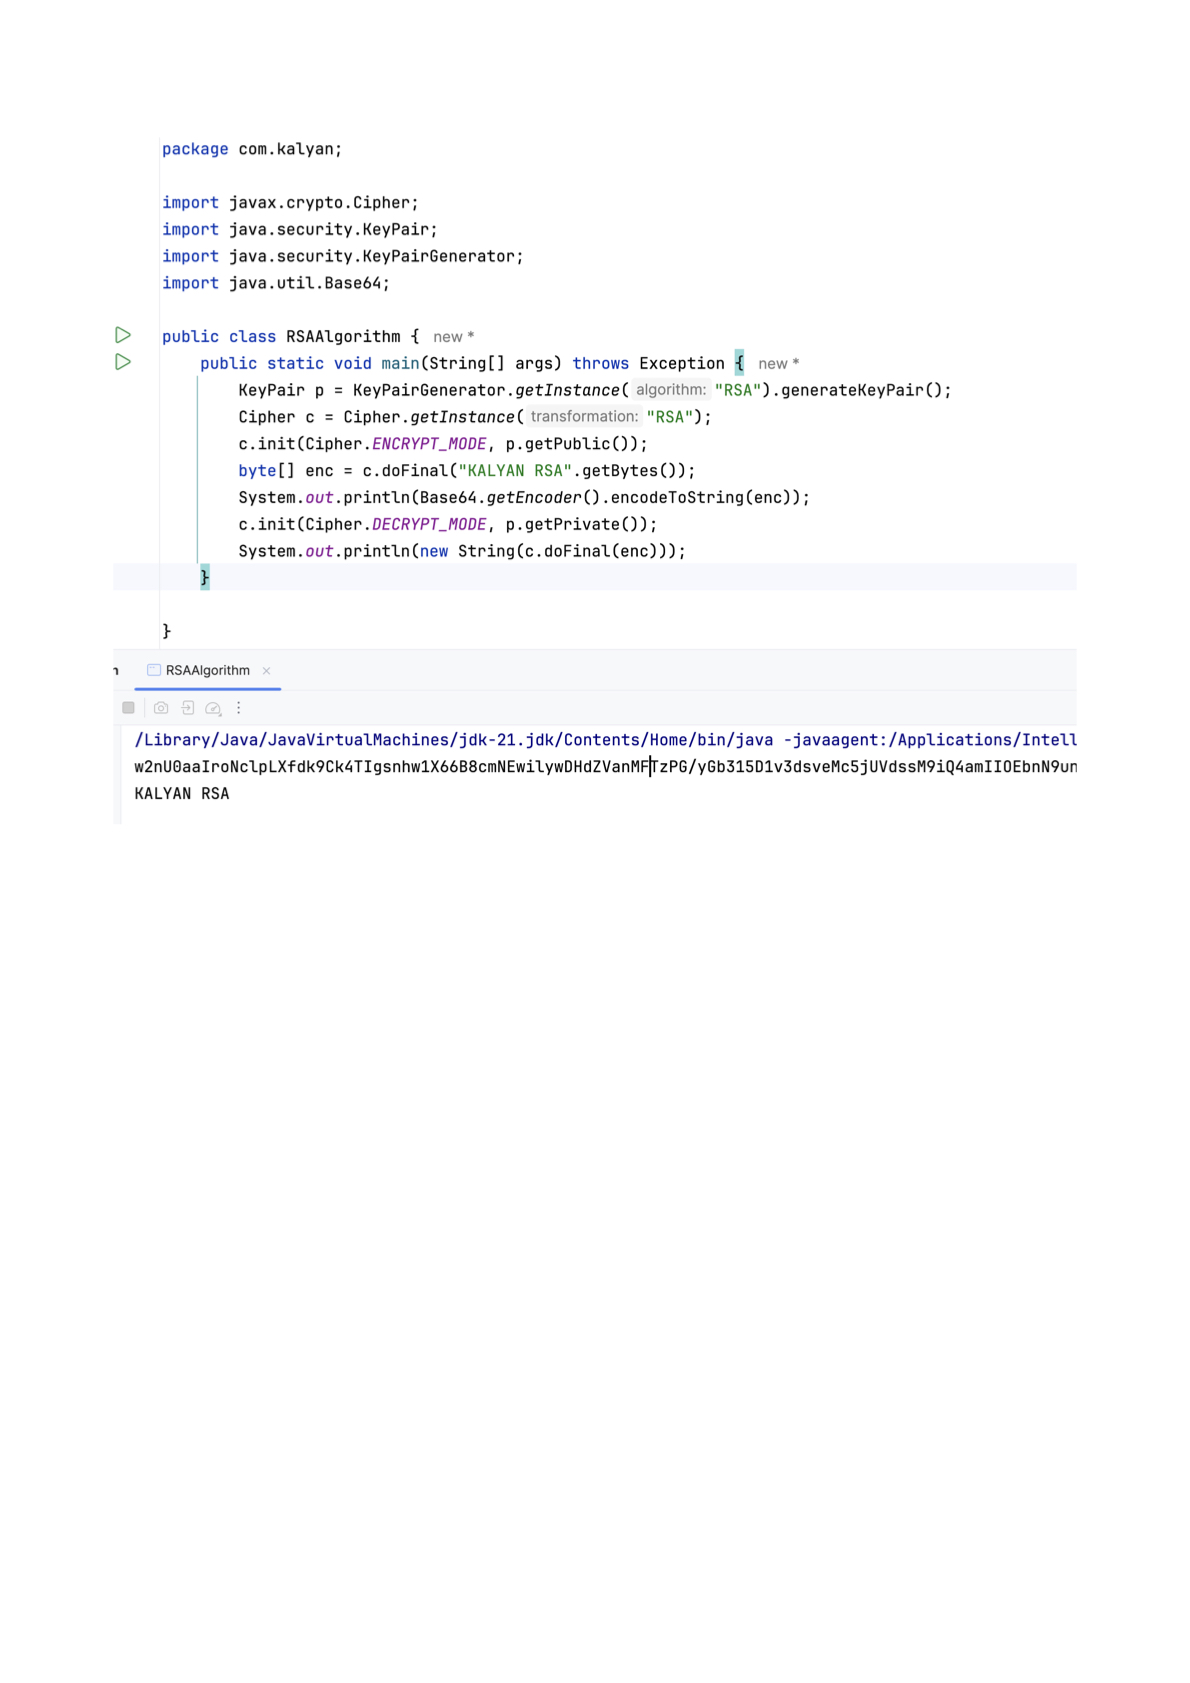 package com.kalyan;
import javax.crypto.Cipher;
import java.security.KeyPair;
import java.security.KeyPairGenerator;
import java.util.Base64;
public class RSAAlgorithm { new *
public static void main(String[] args) throws Exception { new *
KeyPair p = KeyPairGenerator.getInstance( algorithm: "RSA").generateKeyPair();
Cipher c = Cipher.getInstance( transformation: "RSA");
c.init(Cipher.ENCRYPT_MODE, p.getPublic());
byte[] enc = c.doFinal("KALYAN RSA".getBytes());
System.out.println(Base64.getEncoder().encodeToString(enc));
c.init(Cipher.DECRYPT_MODE, p.getPrivate());
System.out.println(new String(c.doFinal(enc)));
}
}
n RSAAlgorithm ×
/Library/Java/JavaVirtualMachines/jdk-21.jdk/Contents/Home/bin/java -javaagent:/Applications/Intell
w2nU0aaIroNclpLXfdk9Ck4TIgsnhw1X66B8cmNEwilywDHdZVanMFTzPG/yGb315D1v3dsveMc5jUVdssM9iQ4amIIOEbnN9un
KALYAN RSA